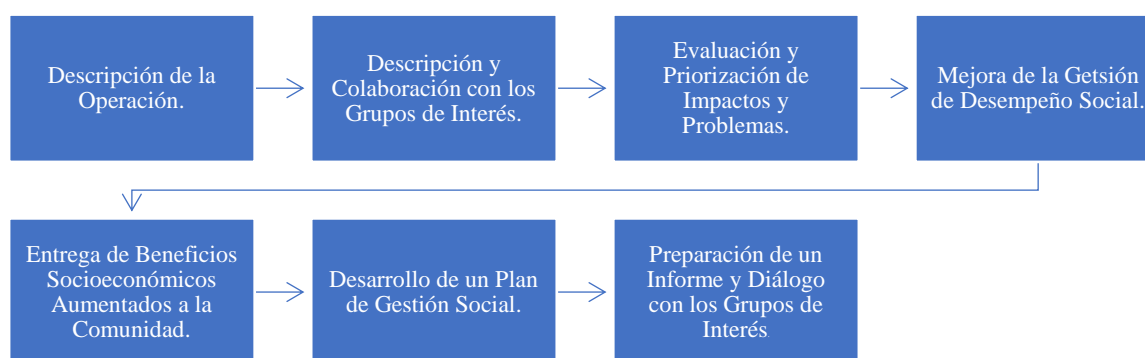 Descripción de la
Operación.
Descripción y
Colaboración con los
Grupos de Interés.
Evaluación y
Priorización de
Impactos y
Problemas.
Mejora de la Getsión
de Desempeño Social.
Entrega de Beneficios
Socioeconómicos
Aumentados a la
Comunidad.
Desarrollo de un Plan
de Gestión Social.
Preparación de un
Informe y Diálogo
con los Grupos de
Interés.